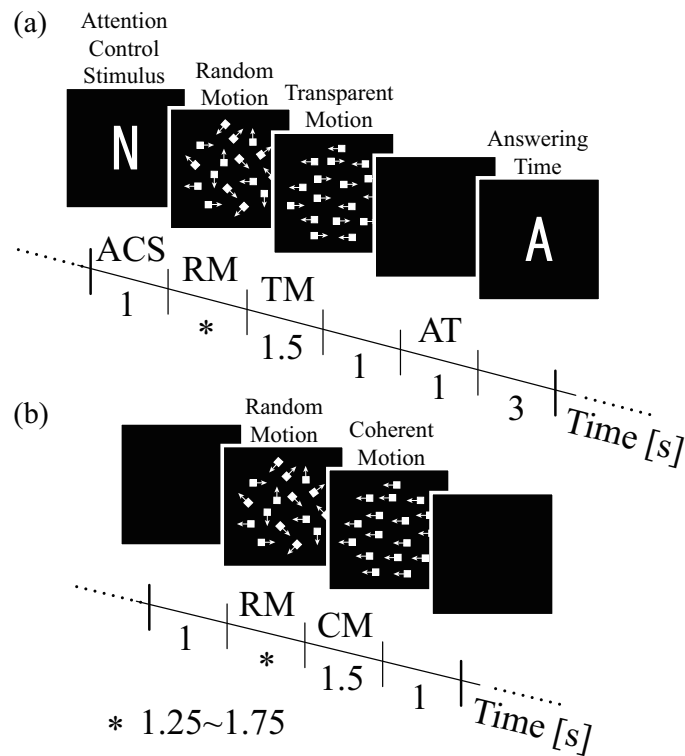 (a)
Attention
Control
Stimulus
Random
Motion
Transparent
Motion
Answering
Time
N
A
ACS
RM
TM
AT
1
*
1.5
1
1
3
Time [s]
(b)
Random
Motion
Coherent
Motion
RM
CM
1
*
1.5
1
Time [s]
* 1.25~1.75